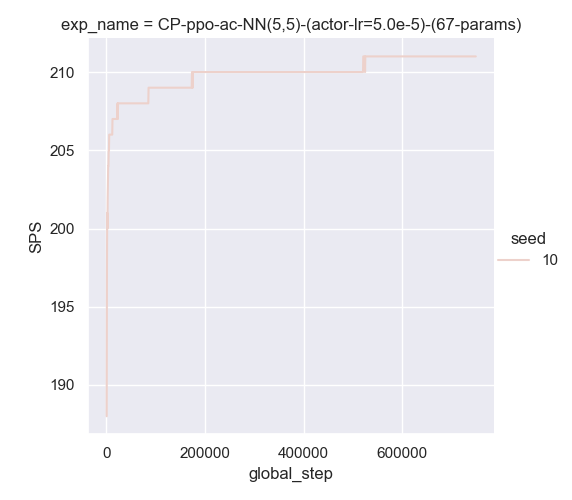 exp_name = CP-ppo-ac-NN(5,5)-(actor-lr=5.0e-5)-(67-params)
210
205
200
195
190
SPS
0 200000 400000 600000
global_step
seed
10